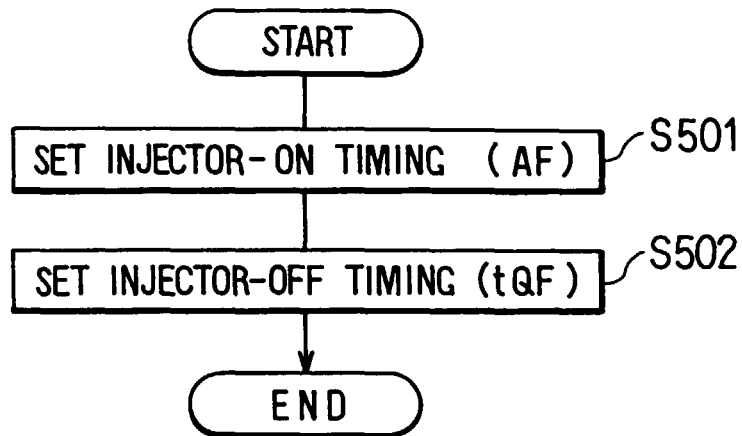 START
SET INJECTOR-ON TIMING (AF)
S501
SET INJECTOR-OFF TIMING (tQF)
S502
END